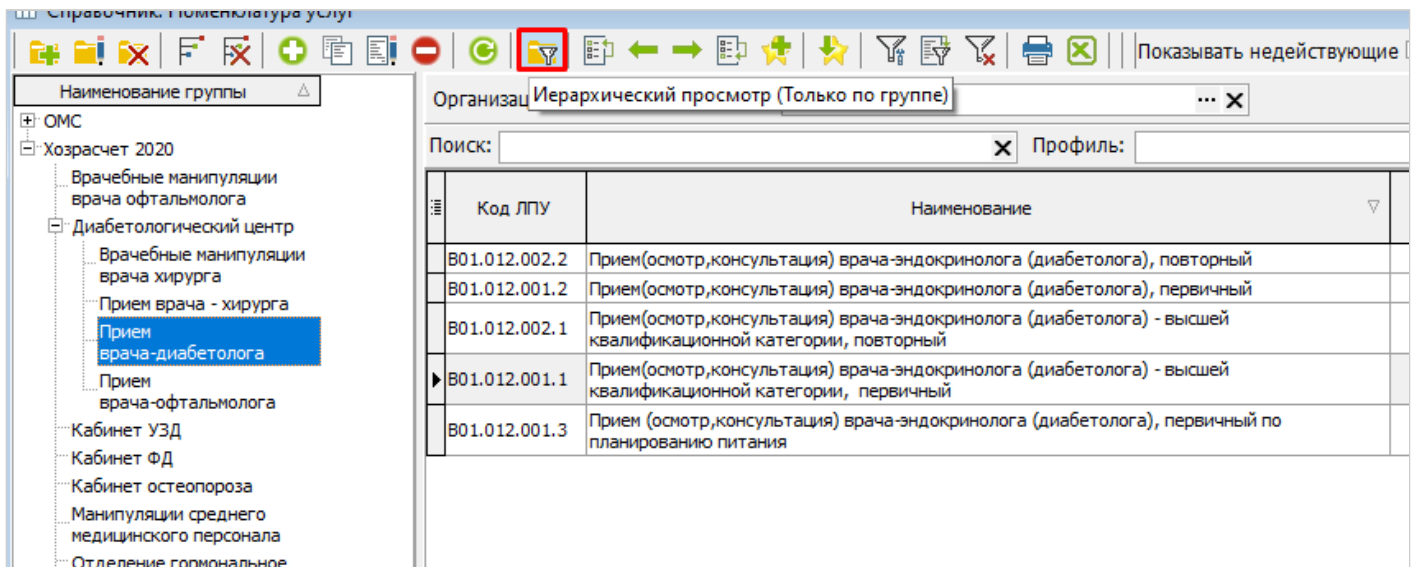 Справочник: Номенклатура услуг
Показывать недействующие
Наименование группы
Организац
Иерархический просмотр (Только по группе)
ОМС
Хозрасчет 2020
Врачебные манипуляции
врача офтальмолога
Диабетологический центр
Врачебные манипуляции
врача хирурга
Прием врача - хирурга
Прием
врача-диабетолога
Прием
врача-офтальмолога
Кабинет УЗД
Кабинет ФД
Кабинет остеопороза
Манипуляции среднего
медицинского персонала
Отделение гормональное
Поиск:
Профиль:
Код ЛПУ
Наименование
B01.012.002.2 Прием(осмотр,консультация) врача-эндокринолога (диабетолога), повторный
B01.012.001.2 Прием(осмотр,консультация) врача-эндокринолога (диабетолога), первичный
B01.012.002.1 Прием(осмотр,консультация) врача-эндокринолога (диабетолога) - высшей
квалификационной категории, повторный
B01.012.001.1 Прием(осмотр,консультация) врача-эндокринолога (диабетолога) - высшей
квалификационной категории, первичный
B01.012.001.3 Прием (осмотр,консультация) врача-эндокринолога (диабетолога), первичный по
планированию питания